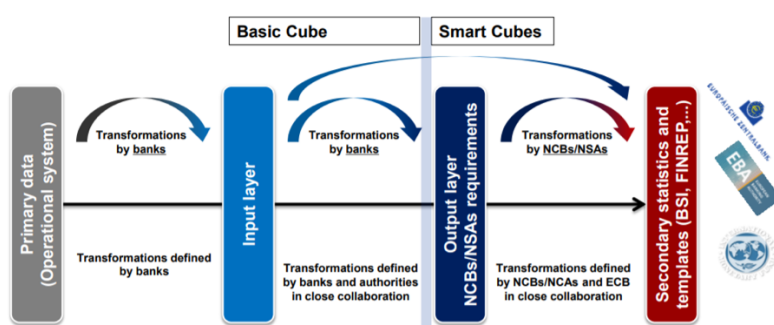 Basic Cube
Smart Cubes
Primary data
(Operational system)
Transformations
by banks
Transformations defined
by banks
Input layer
Transformations
by banks
Transformations defined
by banks and authorities
in close collaboration
Output layer
NCBs/NSAs requirements
Transformations
by NCBs/NSAs
Transformations defined
by NCBs/NCAs and ECB
in close collaboration
Secondary statistics and
templates (BSI, FINREP,...)
EUROPÄISCHE ZENTRALBANK
EBA